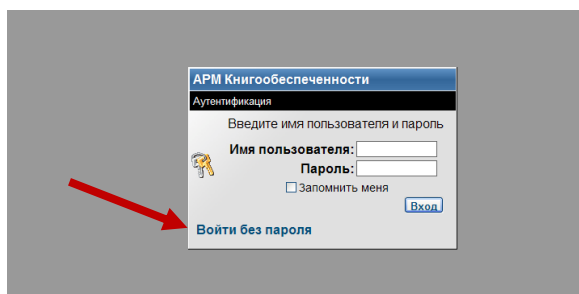 АРМ Книгообеспеченности
Аутентификация
Введите имя пользователя и пароль
Имя пользователя:
Пароль:
Запомнить меня
Вход
Войти без пароля